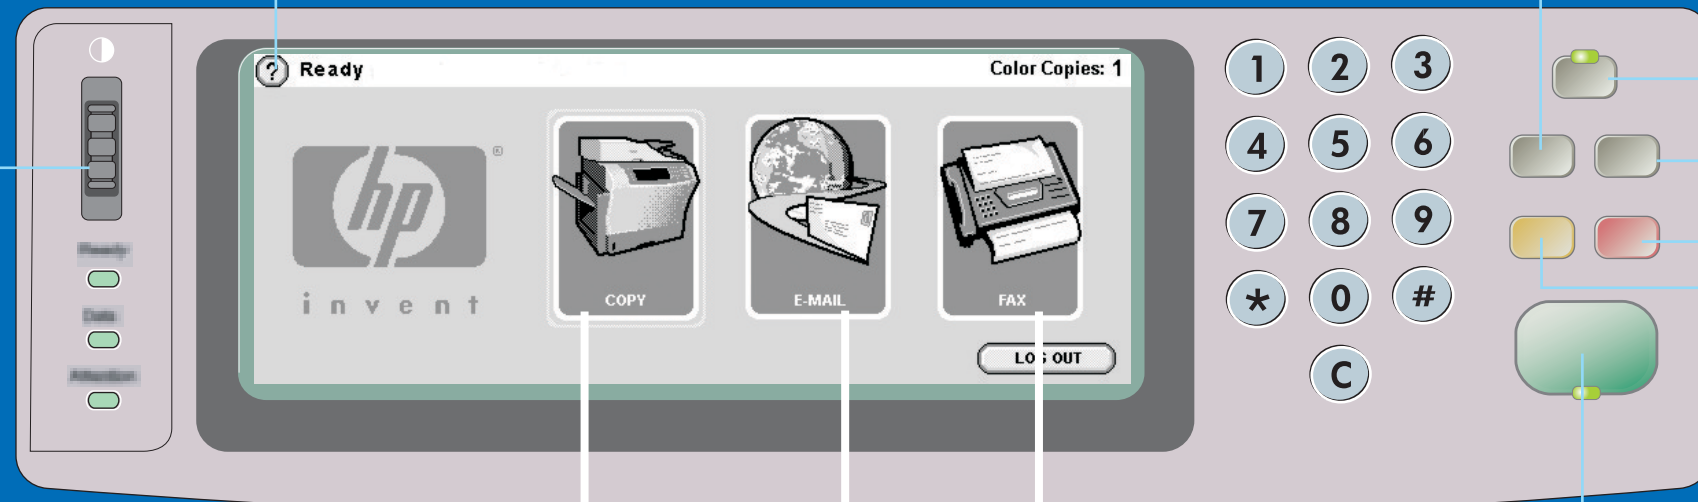 ? Ready
Color Copies: 1
hp
®
invent
COPY
E-MAIL
FAX
LOG OUT
1 2 3
4 5 6
7 8 9
* 0 #
C